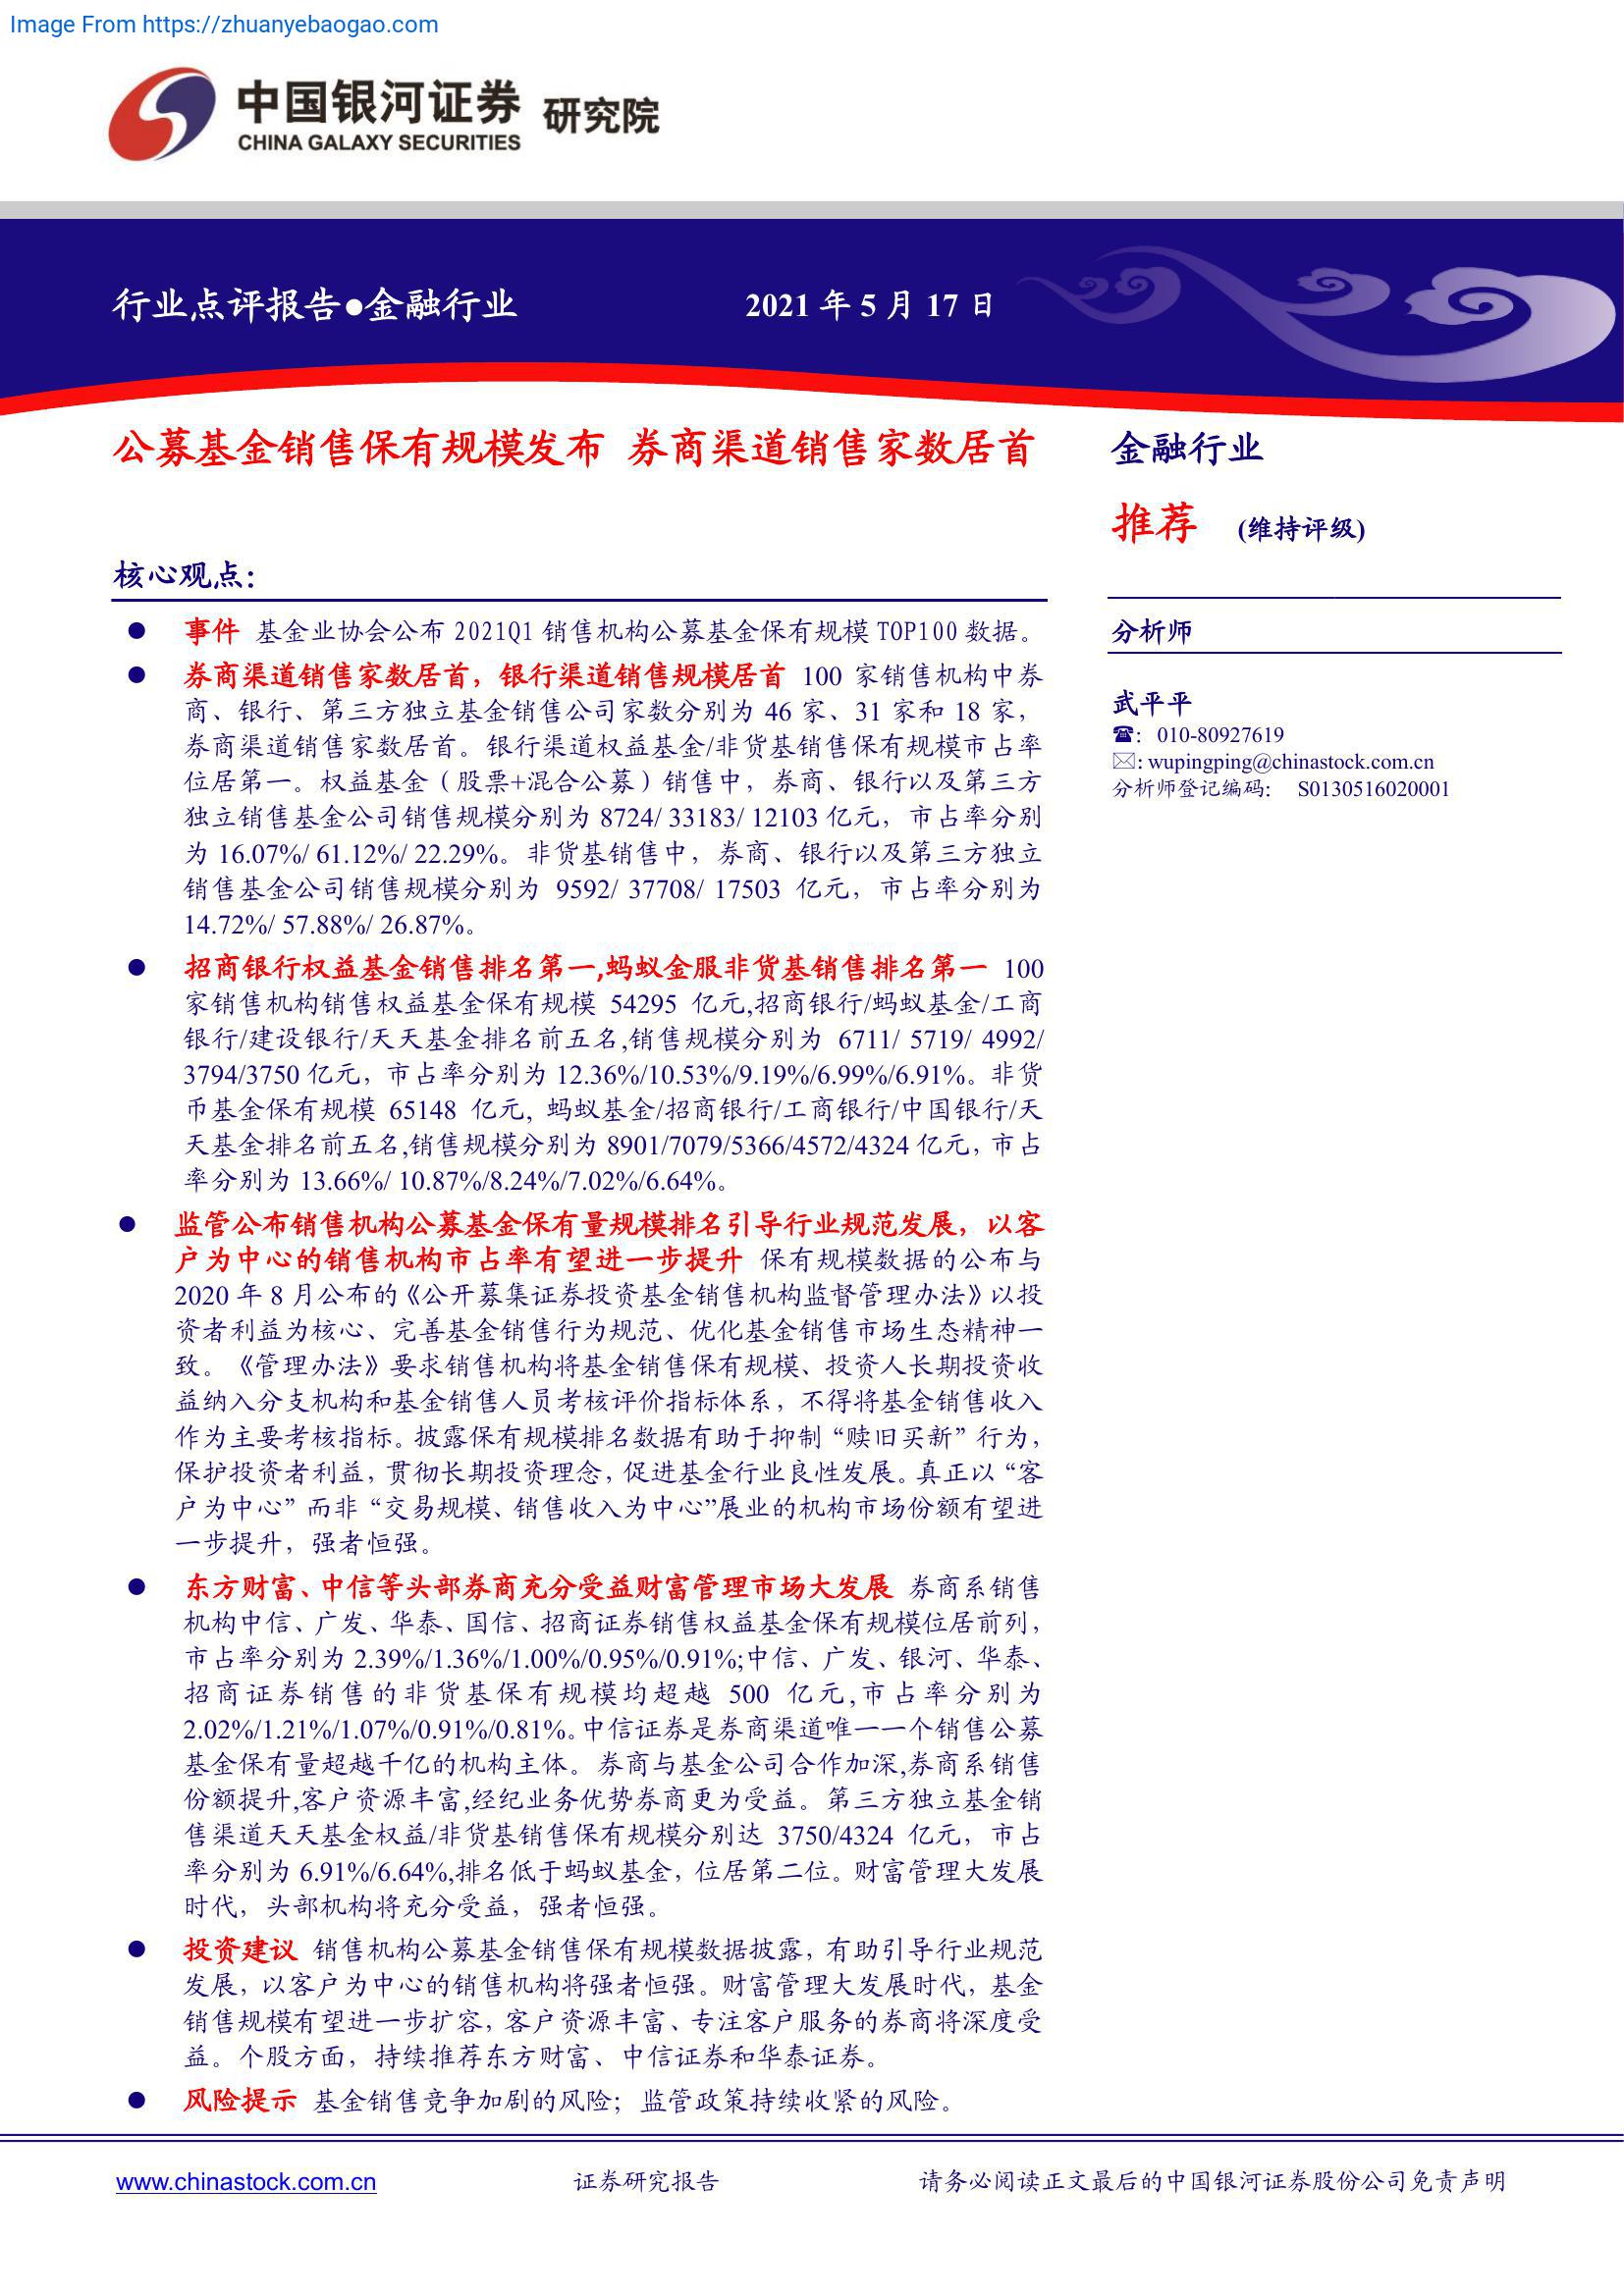 Image From https://zhuanyebaogao.com
中国银河证券 研究院
CHINA GALAXY SECURITIES
行业点评报告●金融行业 2021 年 5 月 17 日
公募基金销售保有规模发布 券商渠道销售家数居首
金融行业
推荐 (维持评级)
核心观点：
● 事件 基金业协会公布 2021Q1 销售机构公募基金保有规模 TOP100 数据。
● 券商渠道销售家数居首，银行渠道销售规模居首 100 家销售机构中券
商、银行、第三方独立基金销售公司家数分别为 46 家、31 家和 18 家，
券商渠道销售家数居首。银行渠道权益基金/非货基销售保有规模市占率
位居第一。权益基金（股票+混合公募）销售中，券商、银行以及第三方
独立销售基金公司销售规模分别为 8724/ 33183/ 12103 亿元，市占率分别
为 16.07%/ 61.12%/ 22.29%。非货基销售中，券商、银行以及第三方独立
销售基金公司销售规模分别为 9592/ 37708/ 17503 亿元，市占率分别为
14.72%/ 57.88%/ 26.87%。
● 招商银行权益基金销售排名第一,蚂蚁金服非货基销售排名第一 100
家销售机构销售权益基金保有规模 54295 亿元,招商银行/蚂蚁基金/工商
银行/建设银行/天天基金排名前五名,销售规模分别为 6711/ 5719/ 4992/
3794/3750 亿元，市占率分别为 12.36%/10.53%/9.19%/6.99%/6.91%。非货
币基金保有规模 65148 亿元, 蚂蚁基金/招商银行/工商银行/中国银行/天
天基金排名前五名,销售规模分别为 8901/7079/5366/4572/4324 亿元，市占
率分别为 13.66%/ 10.87%/8.24%/7.02%/6.64%。
● 监管公布销售机构公募基金保有量规模排名引导行业规范发展，以客
户为中心的销售机构市占率有望进一步提升 保有规模数据的公布与
2020 年 8 月公布的《公开募集证券投资基金销售机构监督管理办法》以投
资者利益为核心、完善基金销售行为规范、优化基金销售市场生态精神一
致。《管理办法》要求销售机构将基金销售保有规模、投资人长期投资收
益纳入分支机构和基金销售人员考核评价指标体系，不得将基金销售收入
作为主要考核指标。披露保有规模排名数据有助于抑制“赎旧买新”行为，
保护投资者利益，贯彻长期投资理念，促进基金行业良性发展。真正以“客
户为中心”而非“交易规模、销售收入为中心”展业的机构市场份额有望进
一步提升，强者恒强。
● 东方财富、中信等头部券商充分受益财富管理市场大发展 券商系销售
机构中信、广发、华泰、国信、招商证券销售权益基金保有规模位居前列，
市占率分别为 2.39%/1.36%/1.00%/0.95%/0.91%;中信、广发、银河、华泰、
招商证券销售的非货基保有规模均超越 500 亿元,市占率分别为
2.02%/1.21%/1.07%/0.91%/0.81%。中信证券是券商渠道唯一一个销售公募
基金保有量超越千亿的机构主体。券商与基金公司合作加深,券商系销售
份额提升,客户资源丰富,经纪业务优势券商更为受益。第三方独立基金销
售渠道天天基金权益/非货基销售保有规模分别达 3750/4324 亿元，市占
率分别为 6.91%/6.64%,排名低于蚂蚁基金，位居第二位。财富管理大发展
时代，头部机构将充分受益，强者恒强。
● 投资建议 销售机构公募基金销售保有规模数据披露，有助引导行业规范
发展，以客户为中心的销售机构将强者恒强。财富管理大发展时代，基金
销售规模有望进一步扩容，客户资源丰富、专注客户服务的券商将深度受
益。个股方面，持续推荐东方财富、中信证券和华泰证券。
● 风险提示 基金销售竞争加剧的风险；监管政策持续收紧的风险。
分析师
武平平
☎： 010-80927619
✉: wupingping@chinastock.com.cn
分析师登记编码： S0130516020001
www.chinastock.com.cn 证券研究报告 请务必阅读正文最后的中国银河证券股份公司免责声明